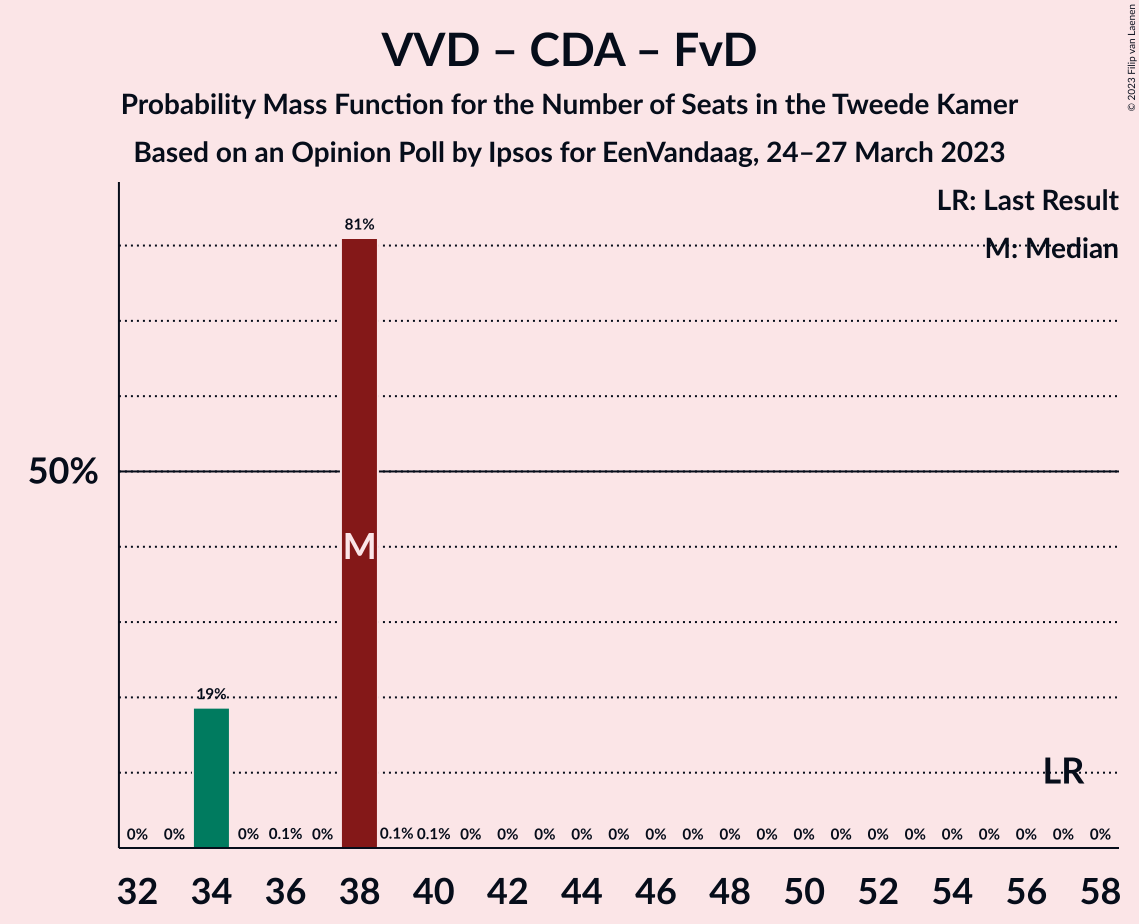 VVD – CDA – FvD
Probability Mass Function for the Number of Seats in the Tweede Kamer
Based on an Opinion Poll by Ipsos for EenVandaag, 24–27 March 2023
© 2023 Filip van Laenen
LR: Last Result
M: Median
81%
50%
M
19%
LR
0% 0% 0% 0.1% 0% 0.1% 0.1% 0% 0% 0% 0% 0% 0% 0% 0% 0% 0% 0% 0% 0% 0% 0% 0% 0% 0%
32 34 36 38 40 42 44 46 48 50 52 54 56 58